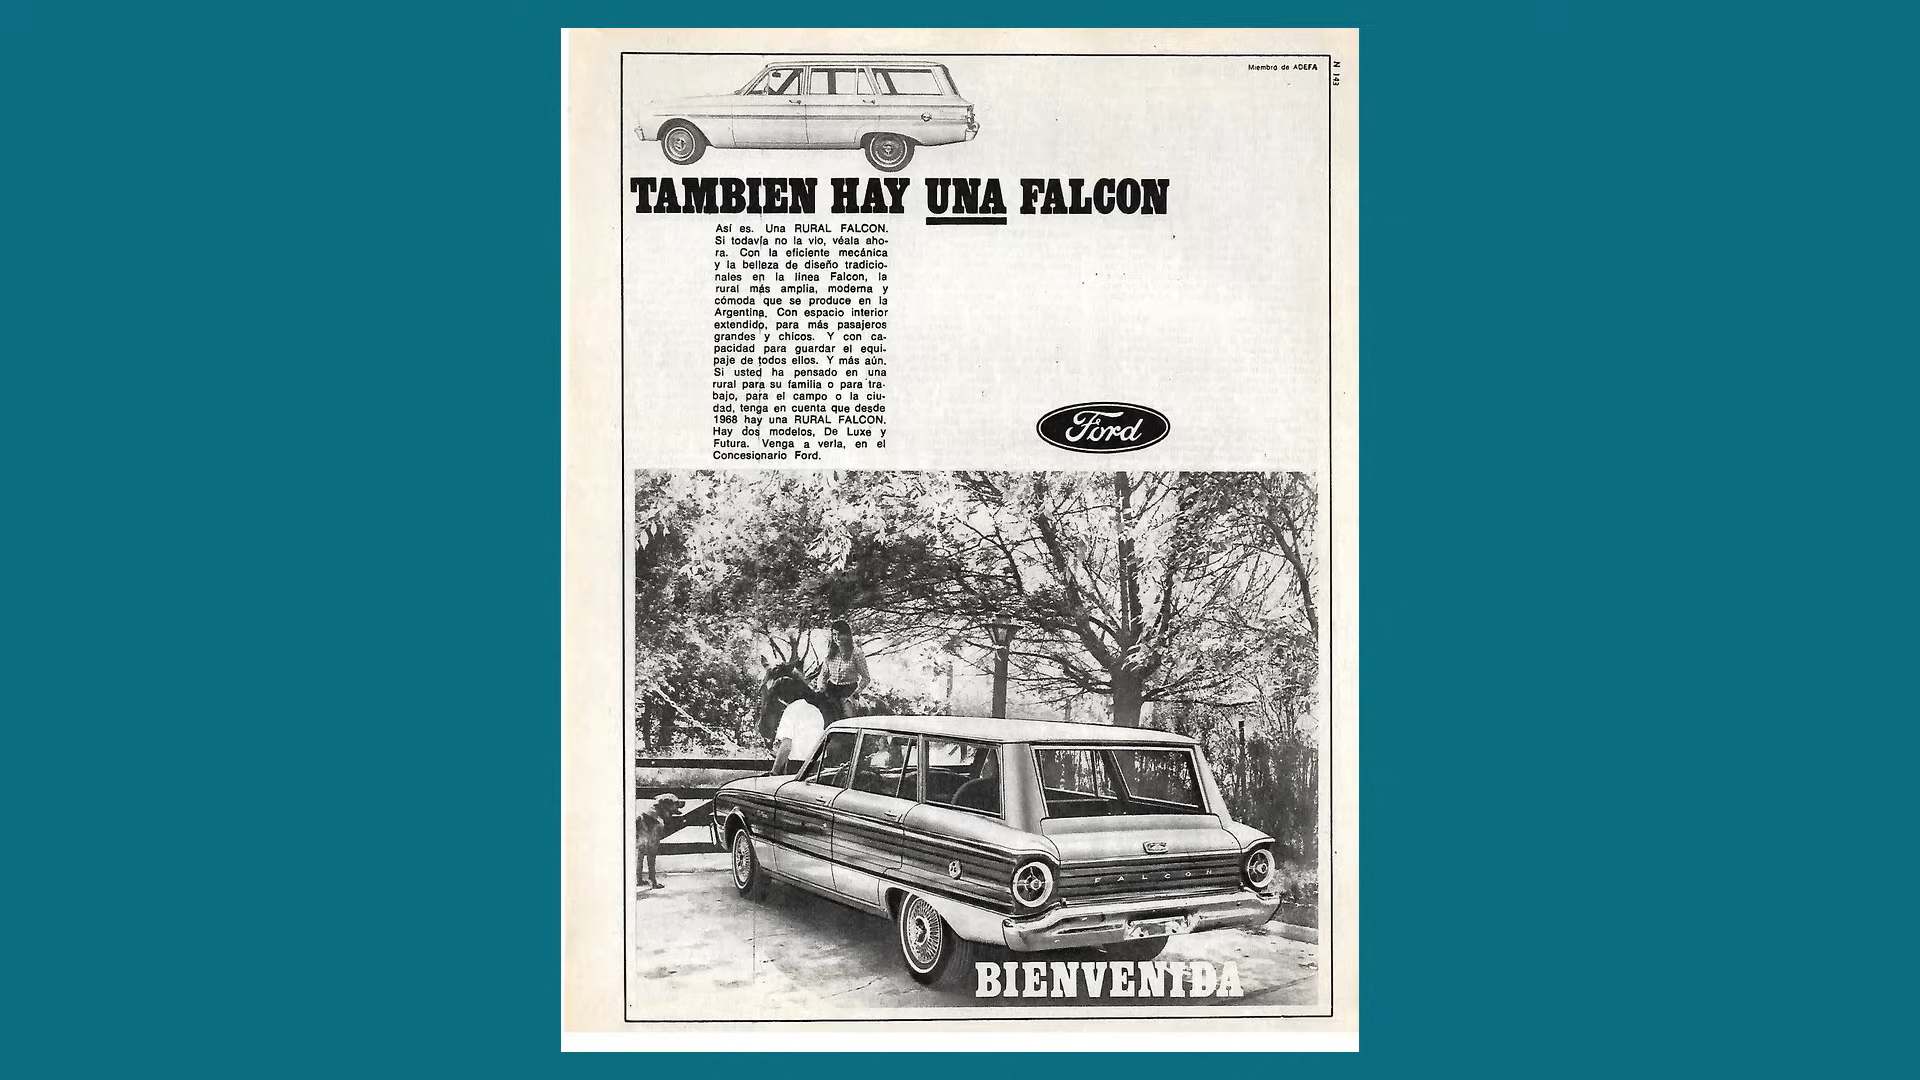 Miembro de ADEFA
N 143
TAMBIEN HAY UNA FALCON
Así es. Una RURAL FALCON.
Si todavía no la vio, véala aho-
ra. Con la eficiente mecánica
y la belleza de diseño tradicio-
nales en la línea Falcon, la
rural más amplia, moderna y
cómoda que se produce en la
Argentina. Con espacio interior
extendido, para más pasajeros
grandes y chicos. Y con ca-
pacidad para guardar el equi-
paje de todos ellos. Y más aún.
Si usted ha pensado en una
rural para su familia o para tra-
bajo, para el campo o la ciu-
dad, tenga en cuenta que desde
1968 hay una RURAL FALCON.
Hay dos modelos, De Luxe y
Futura. Venga a verla, en el
Concesionario Ford.
Ford
FALCON
BIENVENIDA